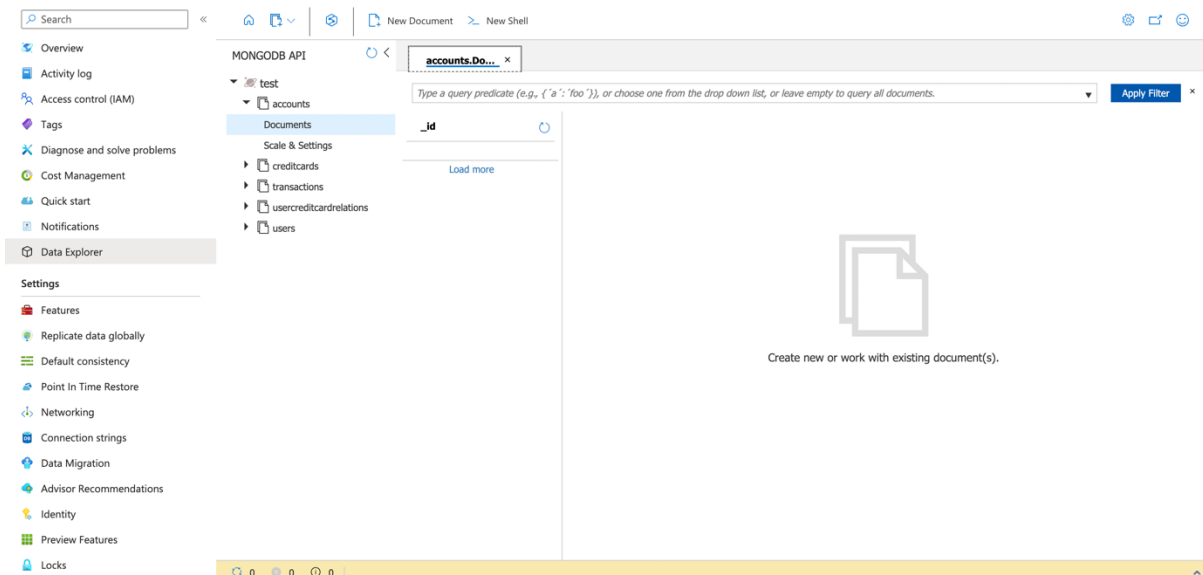 Search
«
Overview
Activity log
Access control (IAM)
Tags
Diagnose and solve problems
Cost Management
Quick start
Notifications
Data Explorer
Settings
Features
Replicate data globally
Default consistency
Point In Time Restore
Networking
Connection strings
Data Migration
Advisor Recommendations
Identity
Preview Features
Locks
New Document New Shell
MONGODB API
test
accounts
Documents
Scale & Settings
creditcards
transactions
usercreditcardrelations
users
accounts.Do... ×
Type a query predicate (e.g., {´a´:´foo´}), or choose one from the drop down list, or leave empty to query all documents.
Apply Filter ×
_id
Load more
Create new or work with existing document(s).
0 0 0